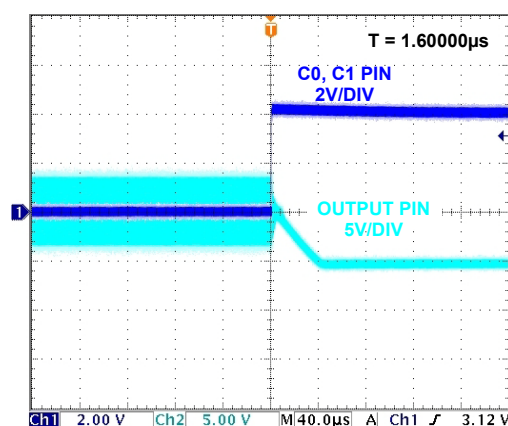 T
T = 1.60000µs
C0, C1 PIN
2V/DIV
1
OUTPUT PIN
5V/DIV
Ch1 2.00 V Ch2 5.00 V M 40.0µs A Ch1 ƒ 3.12 V